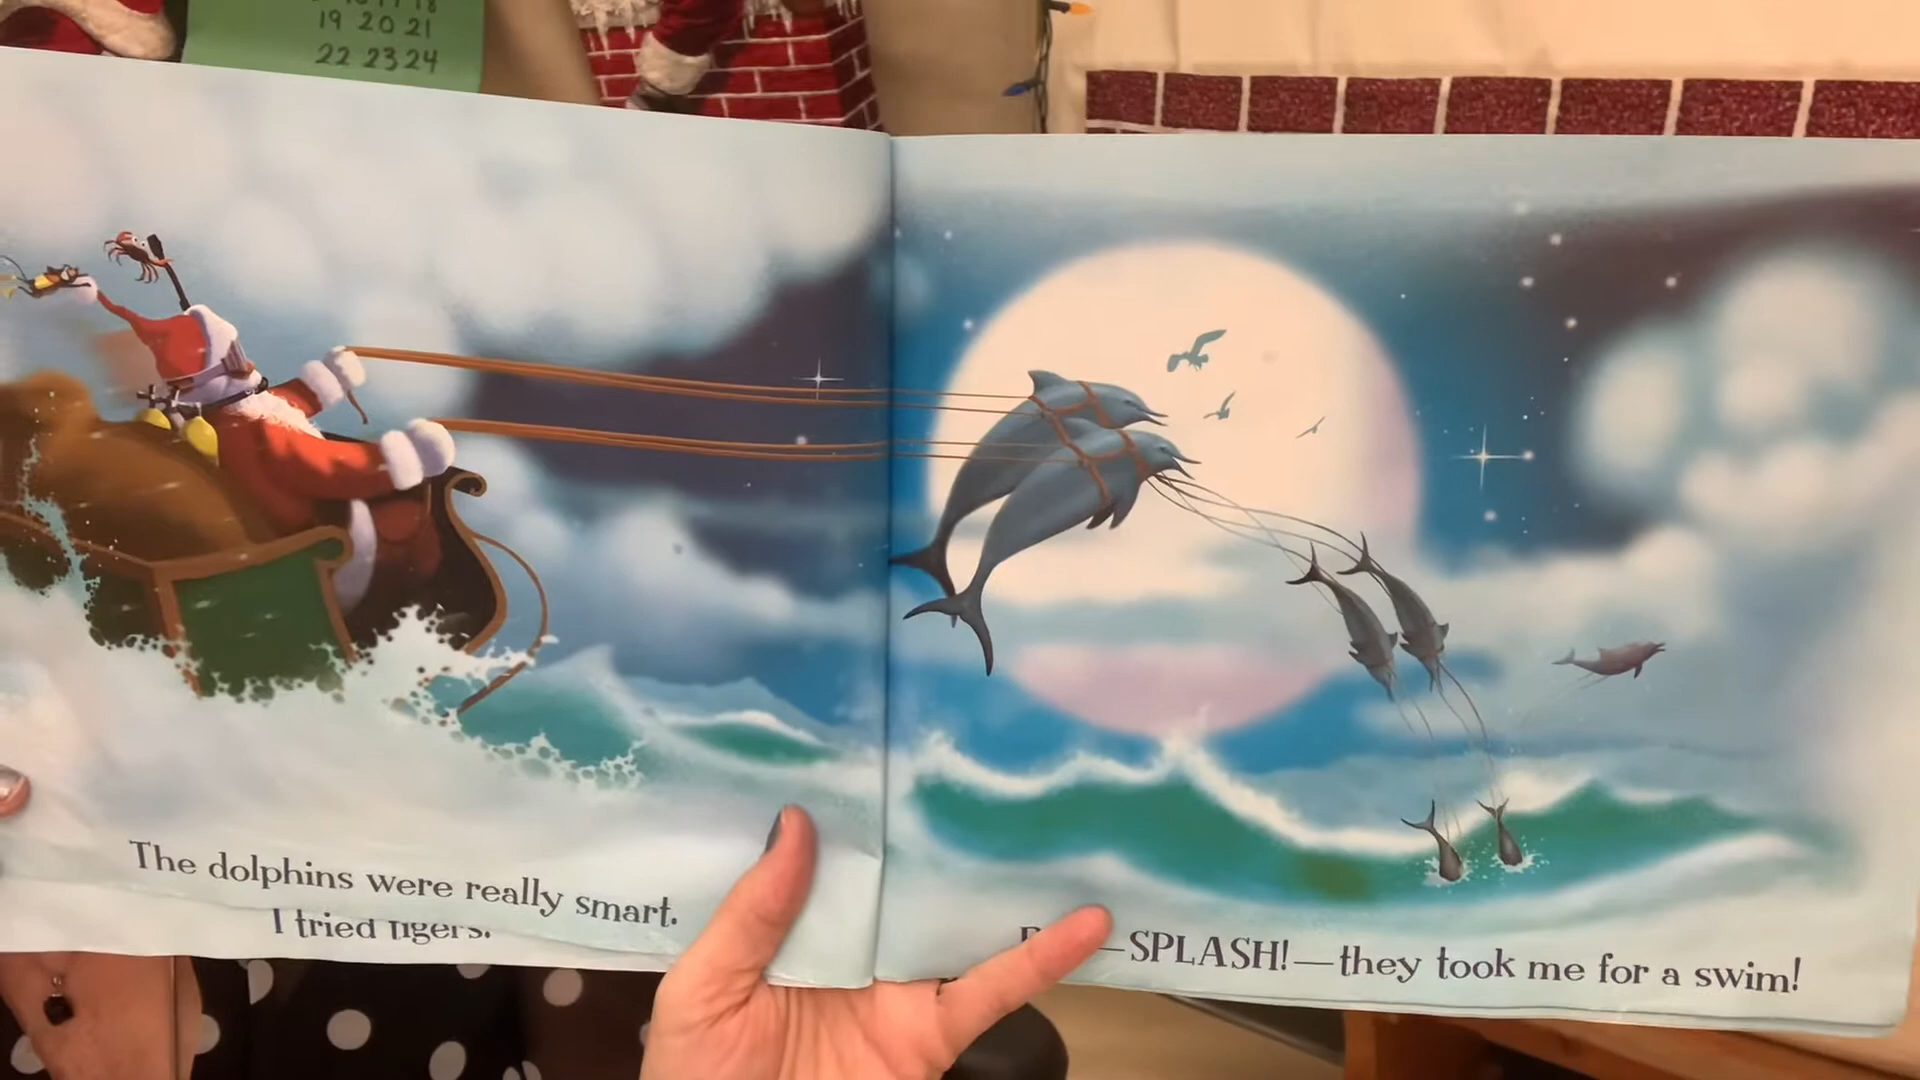 19 20 21
22 23 24
The dolphins were really smart.
I tried tigers.
—SPLASH!—they took me for a swim!